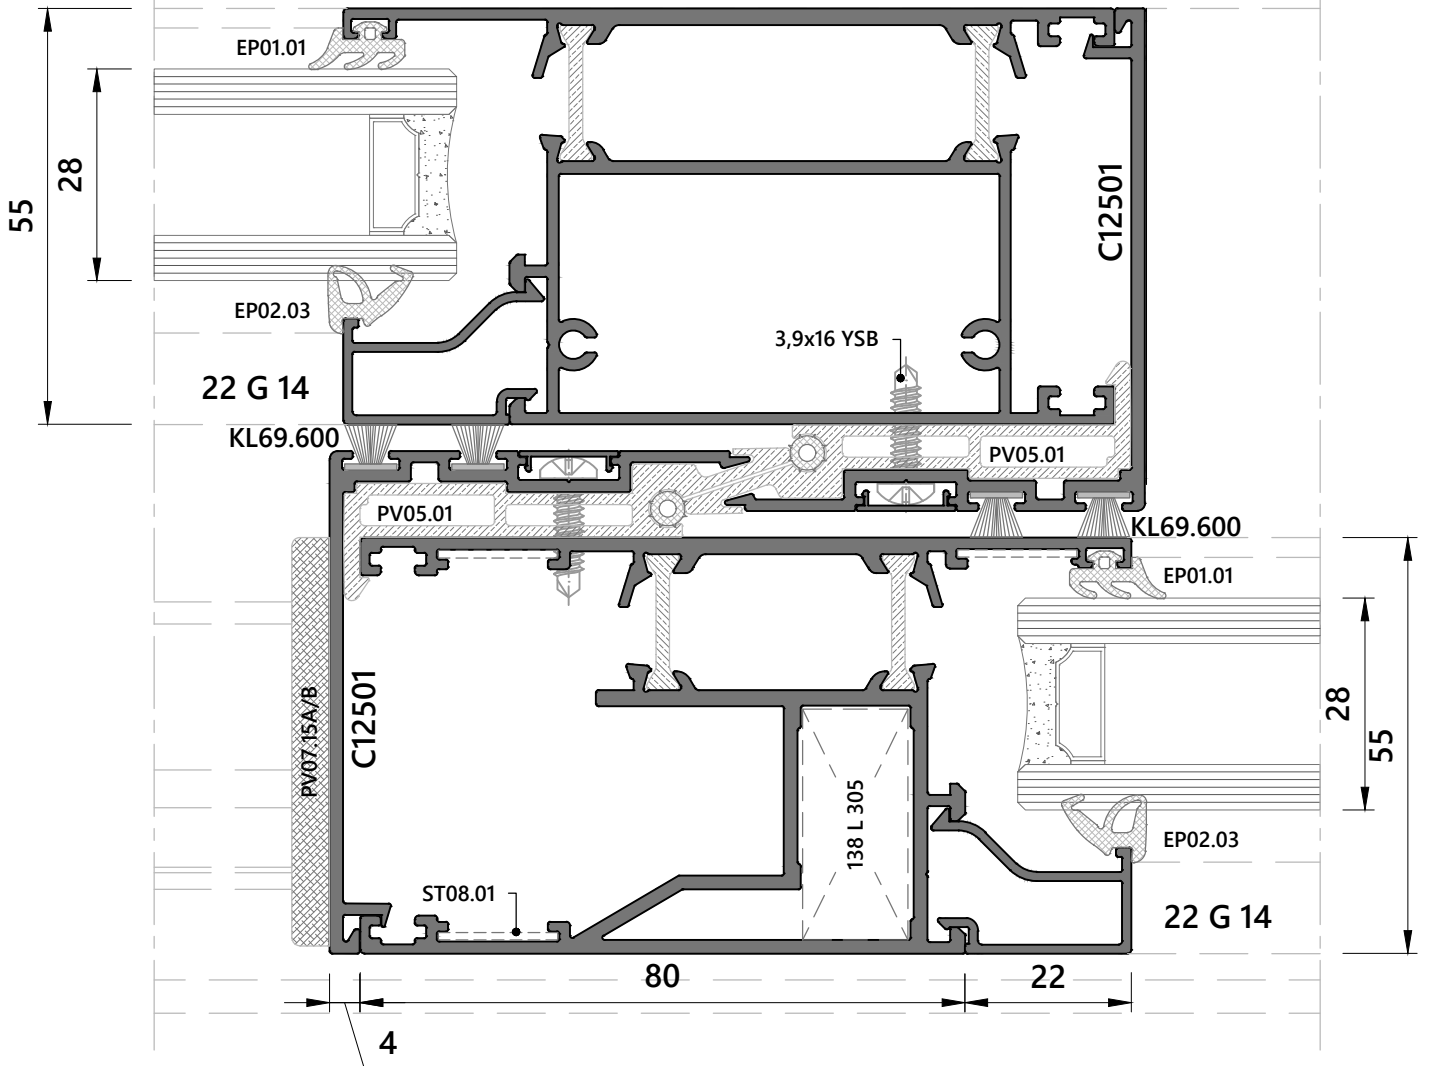 EP01.01
28
55
C12501
EP02.03
3,9x16 YSB
22 G 14
KL69.600
PV05.01
PV05.01
KL69.600
EP01.01
PV07.15A/B
C12501
28
55
138 L 305
EP02.03
ST08.01
22 G 14
80
22
4